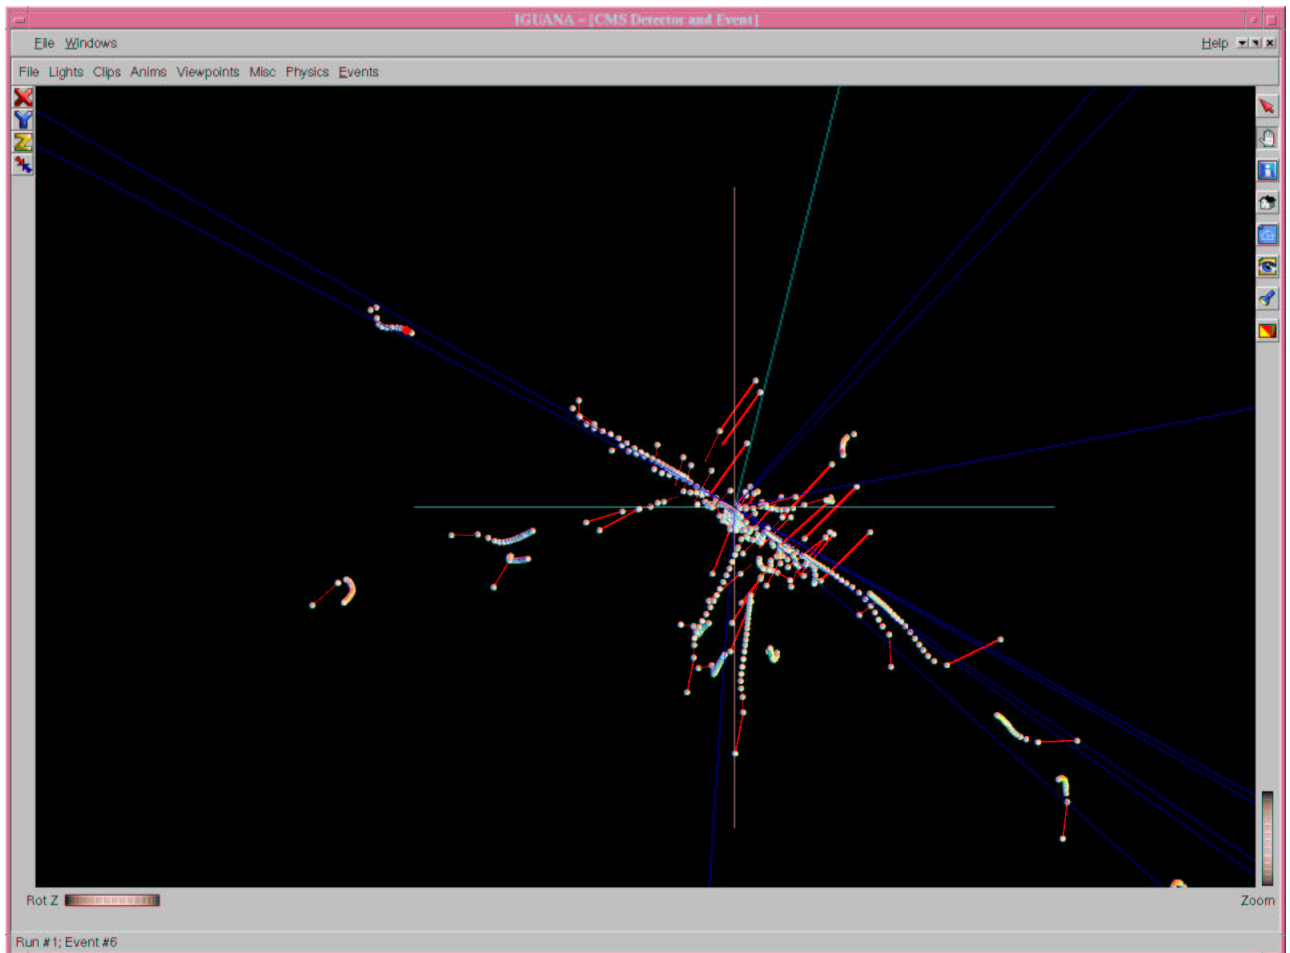 IGUANA – [CMS Detector and Event]
File Windows Help
File Lights Clips Anims Viewpoints Misc Physics Events
X
Y
Z
Rot Z Zoom
Run #1; Event #6